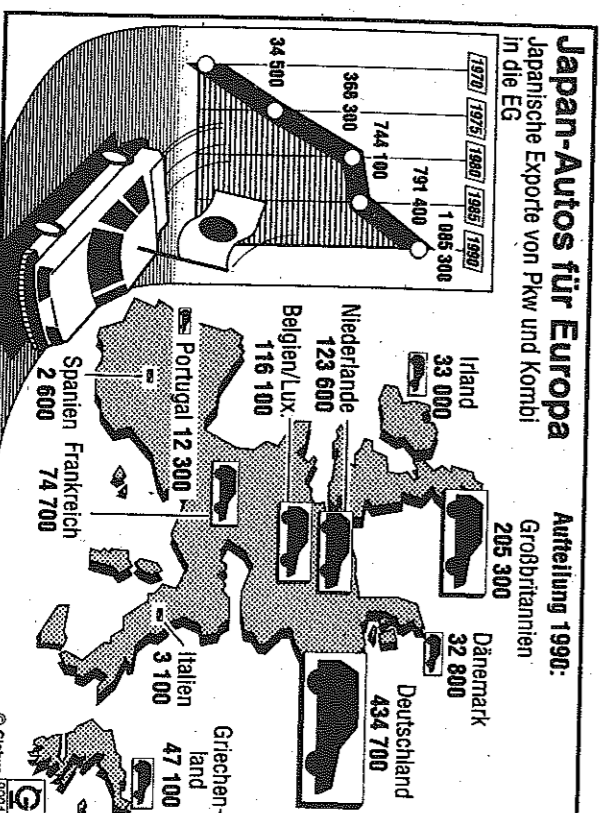 Japan-Autos für Europa
Japanische Exporte von Pkw und Kombi
in die EG
1970 1975 1980 1985 1990
34 500
368 300
744 100
791 400
1 085 300
Aufteilung 1990:
Großbritannien
205 300
Irland
33 000
Dänemark
32 800
Niederlande
123 600
Belgien/Lux.
116 100
Deutschland
434 700
Portugal 12 300
Spanien
2 600
Frankreich
74 700
Italien
3 100
Griechen-
land
47 100